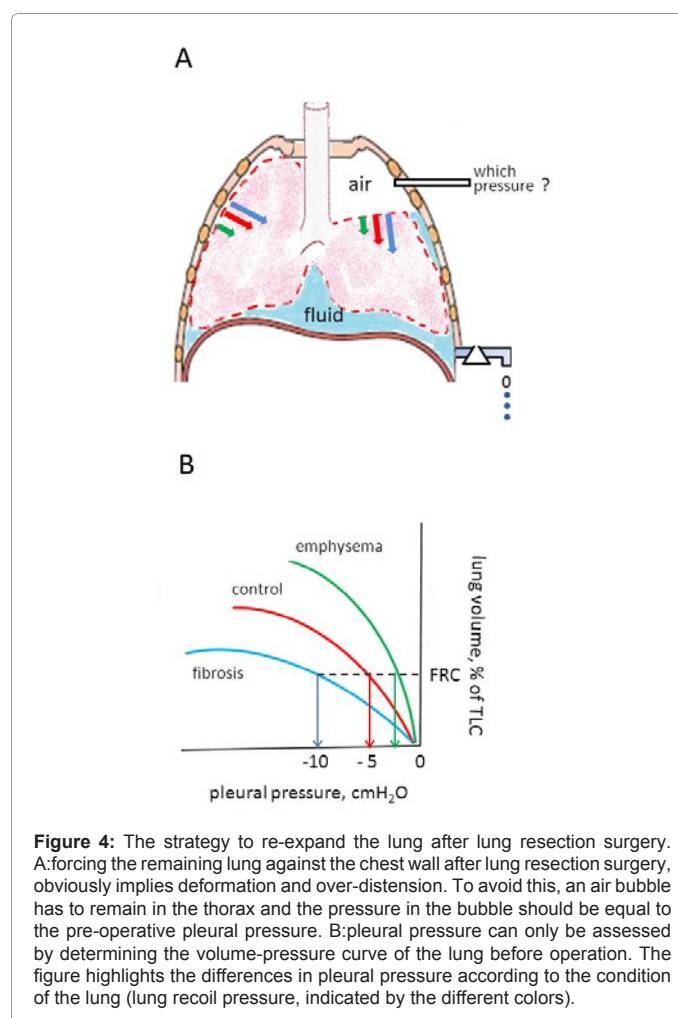 A
air
which
pressure ?
fluid
0
B
emphysema
control
fibrosis
FRC
lung volume, % of TLC
-10
- 5
0
pleural pressure, cmH₂O
Figure 4: The strategy to re-expand the lung after lung resection surgery.
A:forcing the remaining lung against the chest wall after lung resection surgery,
obviously implies deformation and over-distension. To avoid this, an air bubble
has to remain in the thorax and the pressure in the bubble should be equal to
the pre-operative pleural pressure. B:pleural pressure can only be assessed
by determining the volume-pressure curve of the lung before operation. The
figure highlights the differences in pleural pressure according to the condition
of the lung (lung recoil pressure, indicated by the different colors).